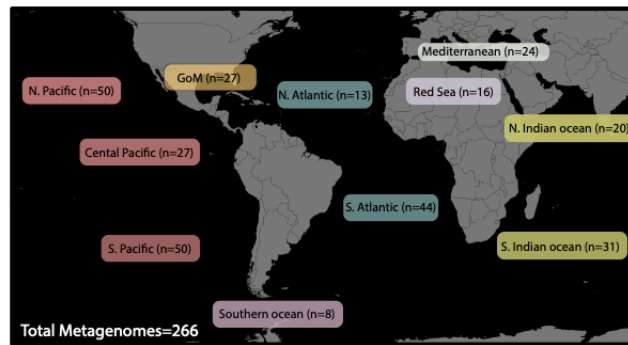 Mediterranean (n=24)
GoM (n=27)
N. Pacific (n=50)
N. Atlantic (n=13)
Red Sea (n=16)
N. Indian ocean (n=20)
Cental Pacific (n=27)
S. Atlantic (n=44)
S. Pacific (n=50)
S. Indian ocean (n=31)
Southern ocean (n=8)
Total Metagenomes=266